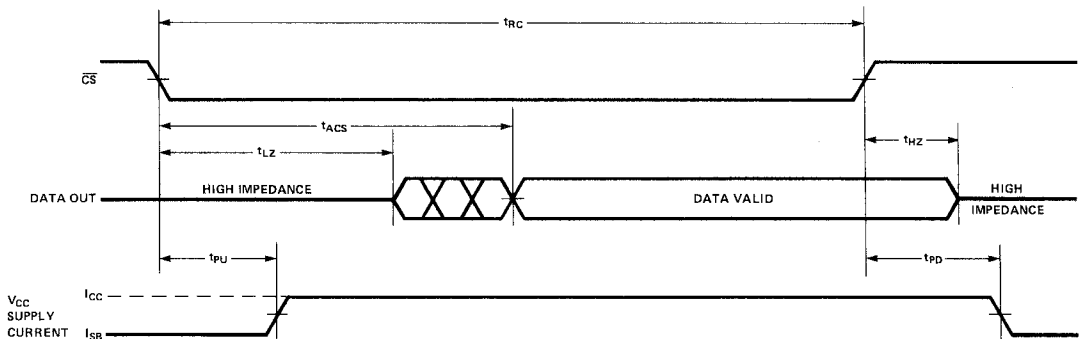 tRC
CS
tACS
tLZ
tHZ
DATA OUT
HIGH IMPEDANCE
DATA VALID
HIGH
IMPEDANCE
tPU
tPD
VCC
SUPPLY
CURRENT
ICC
ISB